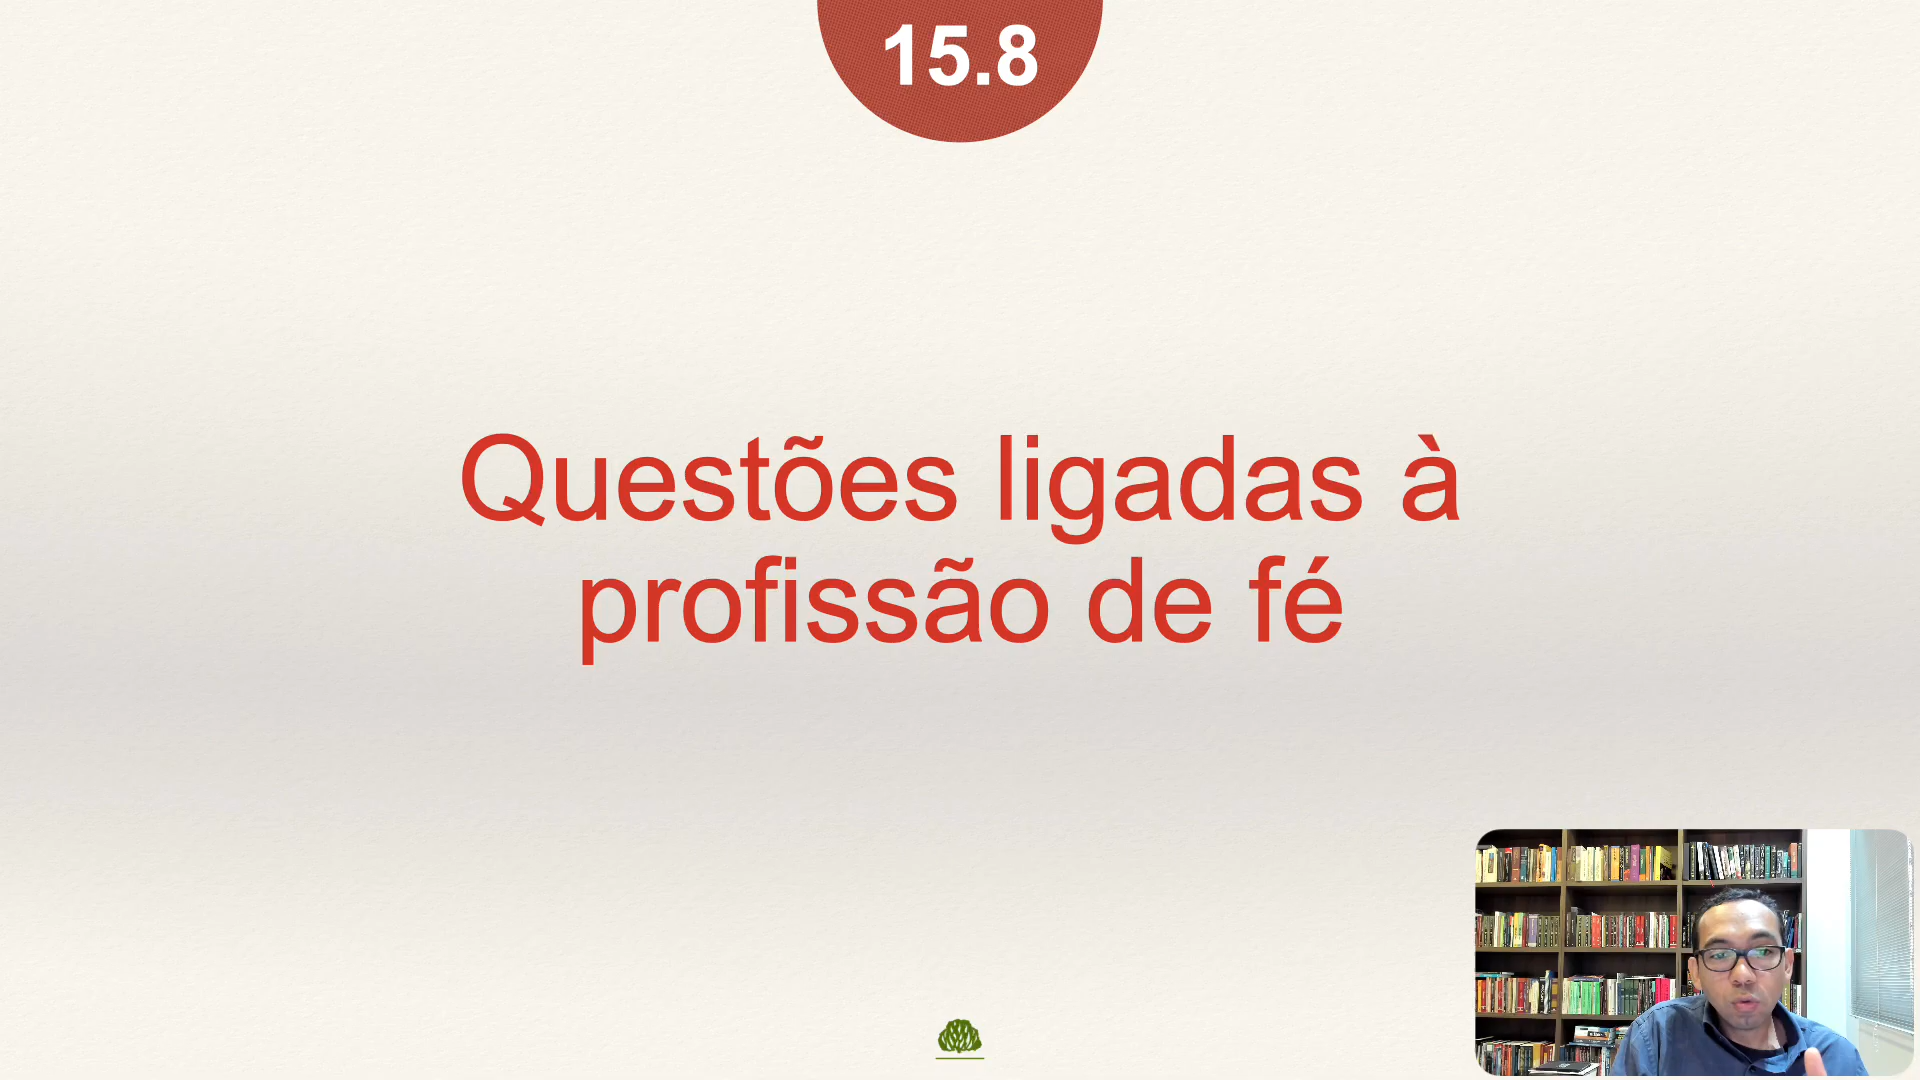 15.8
Questões ligadas à
profissão de fé